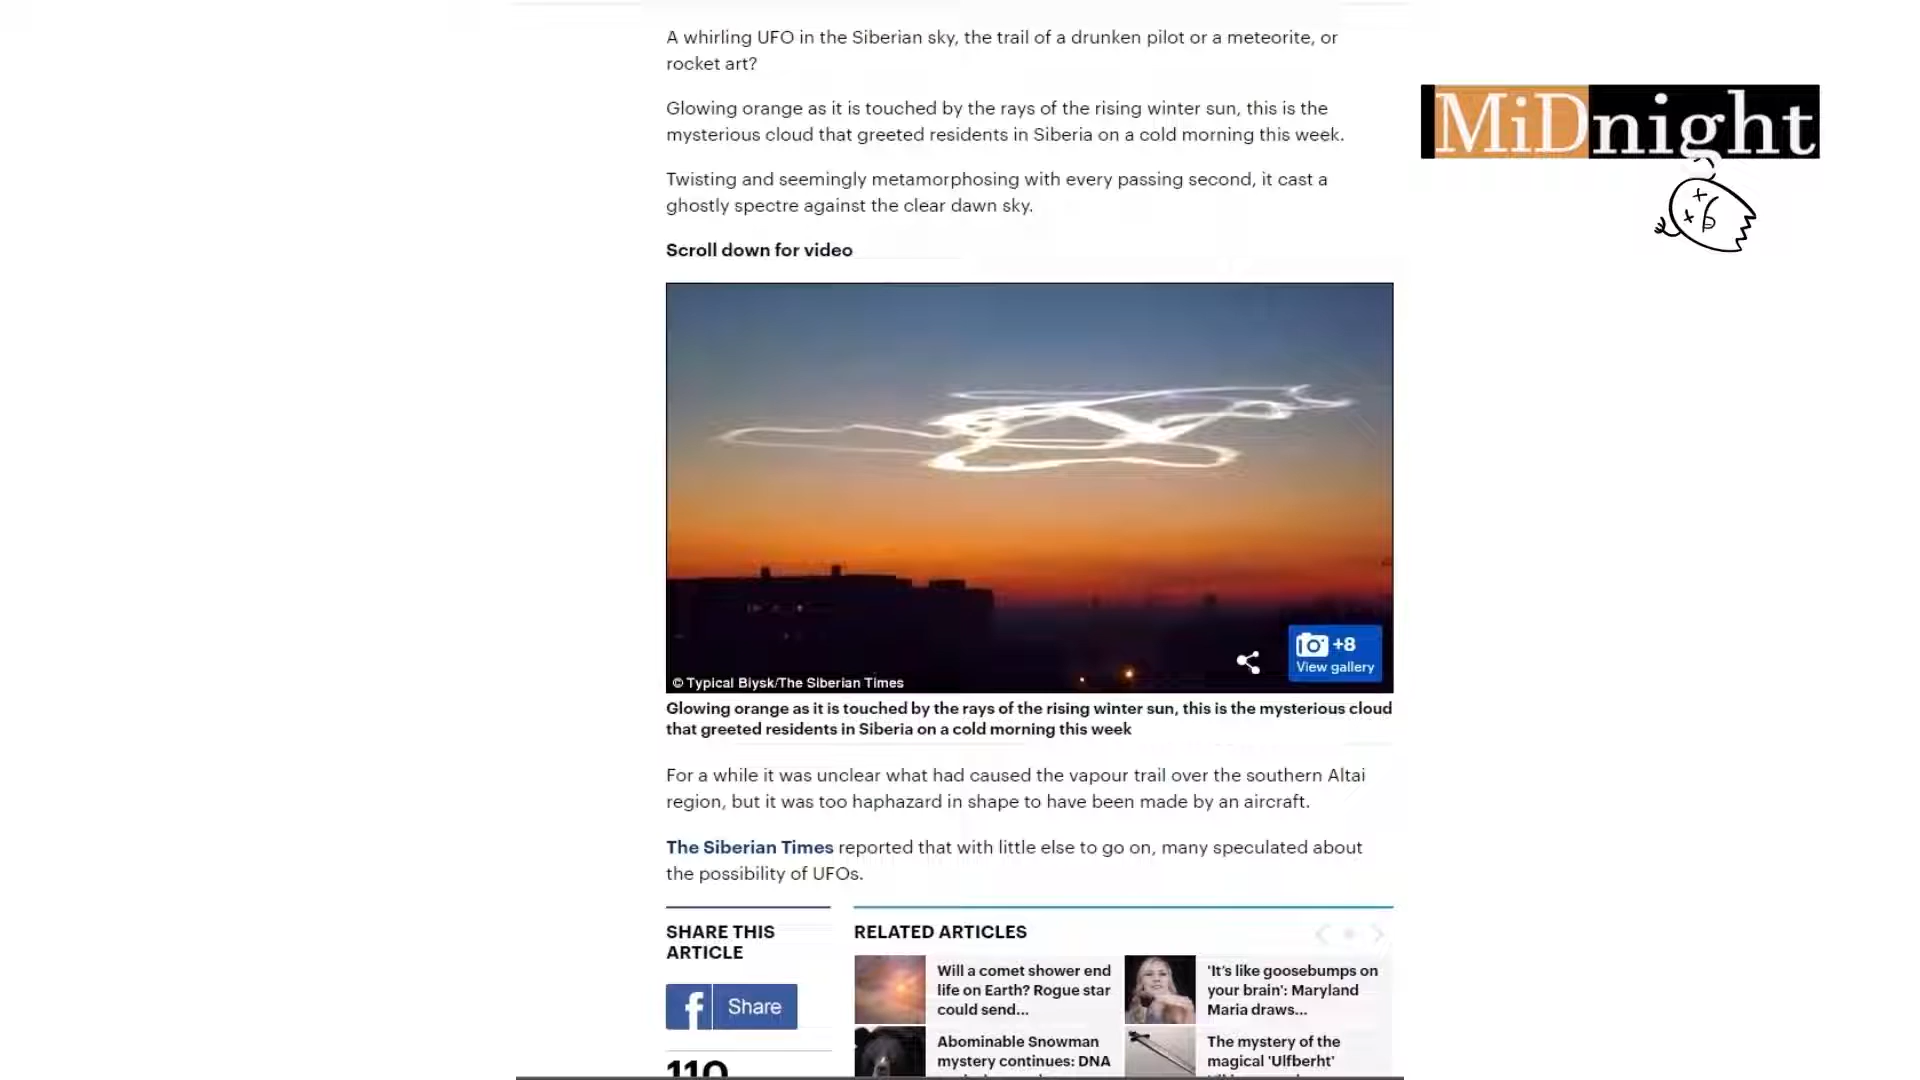 A whirling UFO in the Siberian sky, the trail of a drunken pilot or a meteorite, or
rocket art?
Glowing orange as it is touched by the rays of the rising winter sun, this is the
mysterious cloud that greeted residents in Siberia on a cold morning this week.
Twisting and seemingly metamorphosing with every passing second, it cast a
ghostly spectre against the clear dawn sky.
Scroll down for video
MiDnight
+8
View gallery
© Typical Biysk/The Siberian Times
Glowing orange as it is touched by the rays of the rising winter sun, this is the mysterious cloud
that greeted residents in Siberia on a cold morning this week
For a while it was unclear what had caused the vapour trail over the southern Altai
region, but it was too haphazard in shape to have been made by an aircraft.
The Siberian Times reported that with little else to go on, many speculated about
the possibility of UFOs.
SHARE THIS
ARTICLE
f Share
110
RELATED ARTICLES
Will a comet shower end
life on Earth? Rogue star
could send...
'It's like goosebumps on
your brain': Maryland
Maria draws...
Abominable Snowman
mystery continues: DNA
The mystery of the
magical 'Ulfberht'